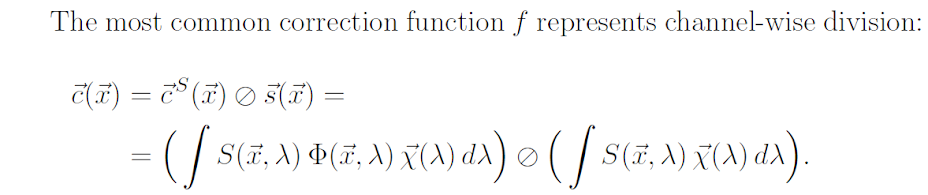 The most common correction function f represents channel-wise division:
c⃗(x⃗) = c⃗^S(x⃗) ⊘ s⃗(x⃗) =
= (∫ S(x⃗, λ) Φ(x⃗, λ) χ⃗(λ) dλ) ⊘ (∫ S(x⃗, λ) χ⃗(λ) dλ).